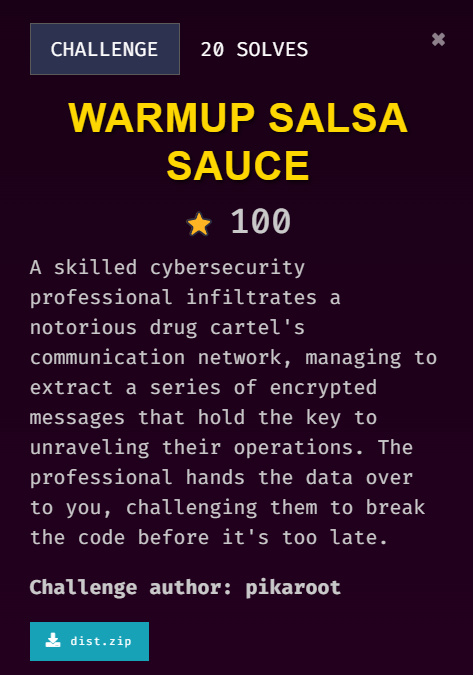 CHALLENGE
20 SOLVES
✖
WARMUP SALSA
SAUCE
⭐ 100
A skilled cybersecurity
professional infiltrates a
notorious drug cartel's
communication network, managing to
extract a series of encrypted
messages that hold the key to
unraveling their operations. The
professional hands the data over
to you, challenging them to break
the code before it's too late.
Challenge author: pikaroot
dist.zip